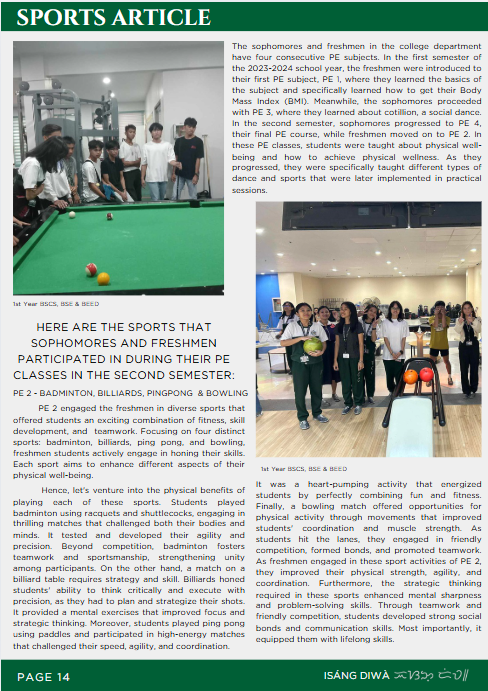 SPORTS ARTICLE
The sophomores and freshmen in the college department
have four consecutive PE subjects. In the first semester of
the 2023-2024 school year, the freshmen were introduced to
their first PE subject, PE 1, where they learned the basics of
the subject and specifically learned how to get their Body
Mass Index (BMI). Meanwhile, the sophomores proceeded
with PE 3, where they learned about cotillion, a social dance.
In the second semester, sophomores progressed to PE 4,
their final PE course, while freshmen moved on to PE 2. In
these PE classes, students were taught about physical well-
being and how to achieve physical wellness. As they
progressed, they were specifically taught different types of
dance and sports that were later implemented in practical
sessions.
1st Year BSCS, BSE & BEED
HERE ARE THE SPORTS THAT
SOPHOMORES AND FRESHMEN
PARTICIPATED IN DURING THEIR PE
CLASSES IN THE SECOND SEMESTER:
PE 2 - BADMINTON, BILLIARDS, PINGPONG & BOWLING
PE 2 engaged the freshmen in diverse sports that
offered students an exciting combination of fitness, skill
development, and teamwork. Focusing on four distinct
sports: badminton, billiards, ping pong, and bowling,
freshmen students actively engage in honing their skills.
Each sport aims to enhance different aspects of their
physical well-being.
Hence, let's venture into the physical benefits of
playing each of these sports. Students played
badminton using racquets and shuttlecocks, engaging in
thrilling matches that challenged both their bodies and
minds. It tested and developed their agility and
precision. Beyond competition, badminton fosters
teamwork and sportsmanship, strengthening unity
among participants. On the other hand, a match on a
billiard table requires strategy and skill. Billiards honed
students' ability to think critically and execute with
precision, as they had to plan and strategize their shots.
It provided a mental exercises that improved focus and
strategic thinking. Moreover, students played ping pong
using paddles and participated in high-energy matches
that challenged their speed, agility, and coordination.
1st Year BSCS, BSE & BEED
It was a heart-pumping activity that energized
students by perfectly combining fun and fitness.
Finally, a bowling match offered opportunities for
physical activity through movements that improved
students' coordination and muscle strength. As
students hit the lanes, they engaged in friendly
competition, formed bonds, and promoted teamwork.
As freshmen engaged in these sport activities of PE 2,
they improved their physical strength, agility, and
coordination. Furthermore, the strategic thinking
required in these sports enhanced mental sharpness
and problem-solving skills. Through teamwork and
friendly competition, students developed strong social
bonds and communication skills. Most importantly, it
equipped them with lifelong skills.
PAGE 14
ISÁNG DIWÀ